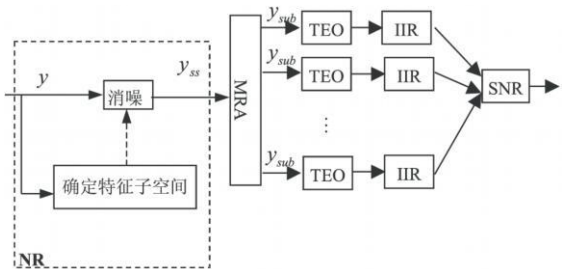 y
消噪
y_ss
确定特征子空间
NR
MRA
y_sub
TEO
IIR
y_sub
TEO
IIR
⋮
y_sub
TEO
IIR
SNR